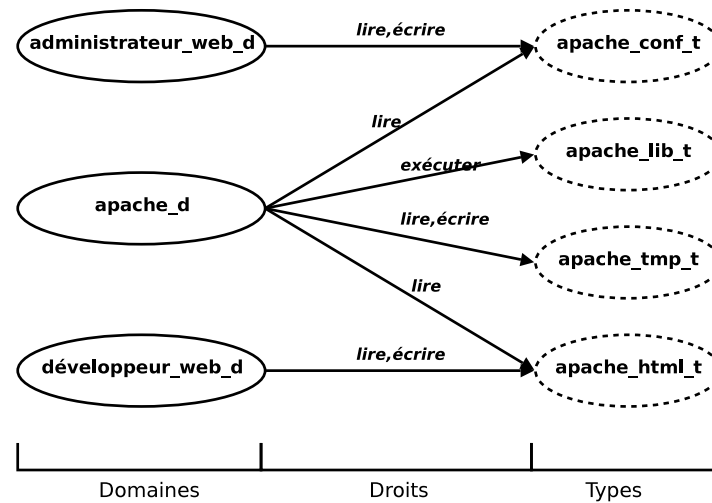 administrateur_web_d
lire,écrire
apache_conf_t
lire
apache_lib_t
exécuter
apache_d
lire,écrire
apache_tmp_t
lire
développeur_web_d
lire,écrire
apache_html_t
Domaines
Droits
Types